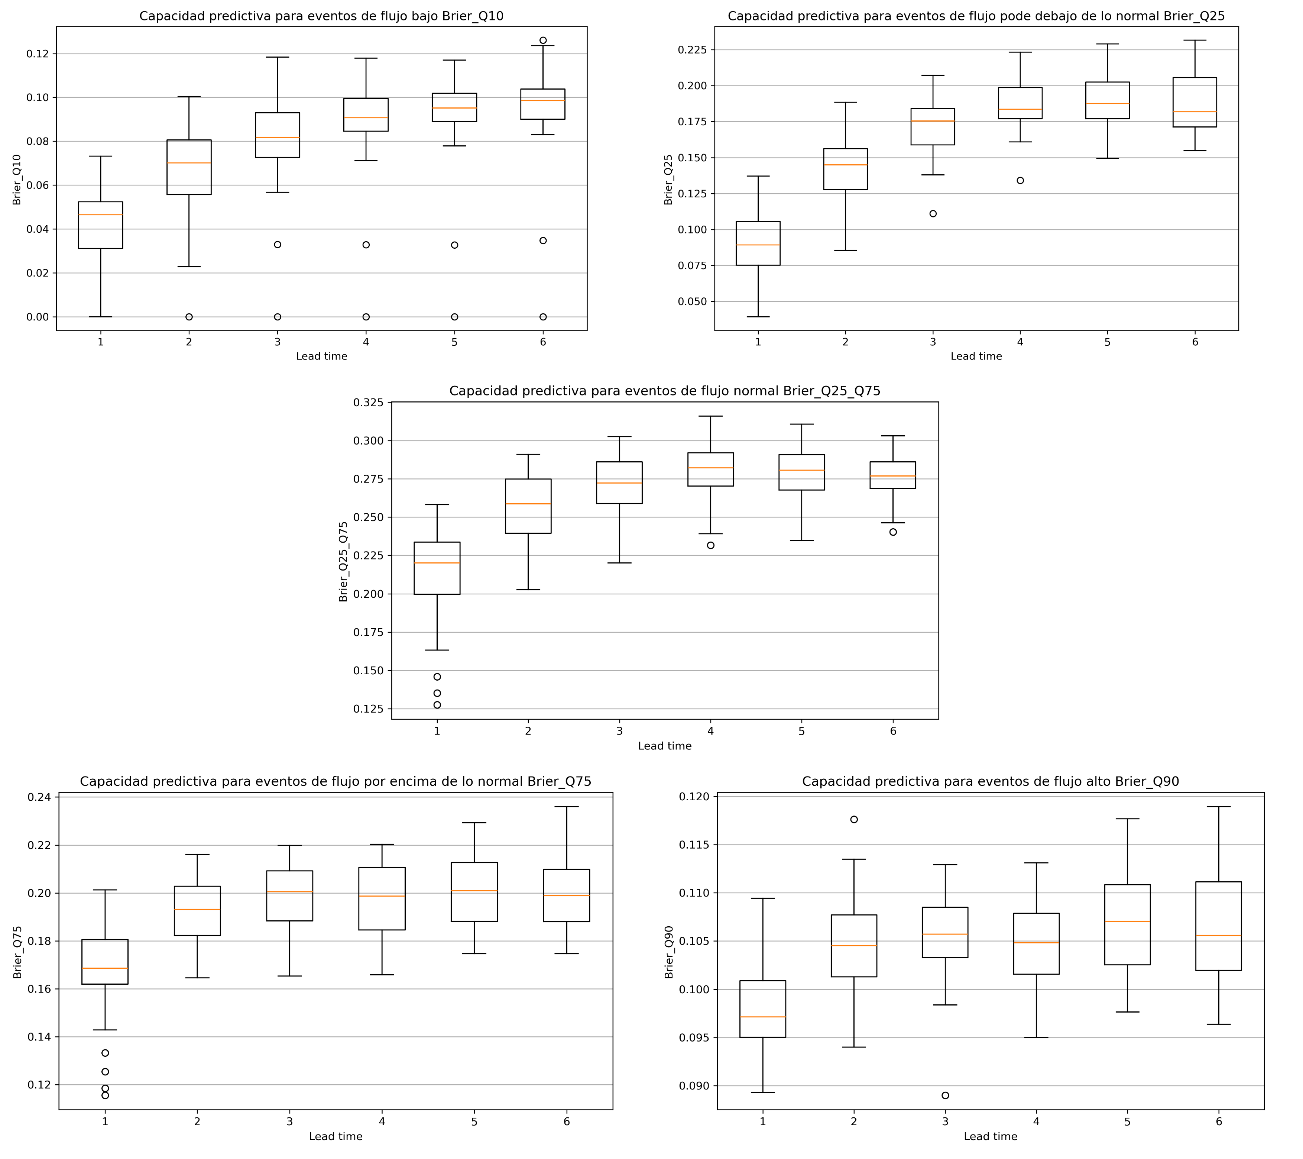 Capacidad predictiva para eventos de flujo bajo Brier_Q10
0.12
0.10
0.08
0.06
0.04
0.02
0.00
Brier_Q10
1 2 3 4 5 6
Lead time
Capacidad predictiva para eventos de flujo pode debajo de lo normal Brier_Q25
0.225
0.200
0.175
0.150
0.125
0.100
0.075
0.050
Brier_Q25
1 2 3 4 5 6
Lead time
Capacidad predictiva para eventos de flujo normal Brier_Q25_Q75
0.325
0.300
0.275
0.250
0.225
0.200
0.175
0.150
0.125
Brier_Q25_Q75
1 2 3 4 5 6
Lead time
Capacidad predictiva para eventos de flujo por encima de lo normal Brier_Q75
0.24
0.22
0.20
0.18
0.16
0.14
0.12
Brier_Q75
1 2 3 4 5 6
Lead time
Capacidad predictiva para eventos de flujo alto Brier_Q90
0.120
0.115
0.110
0.105
0.100
0.095
0.090
Brier_Q90
1 2 3 4 5 6
Lead time